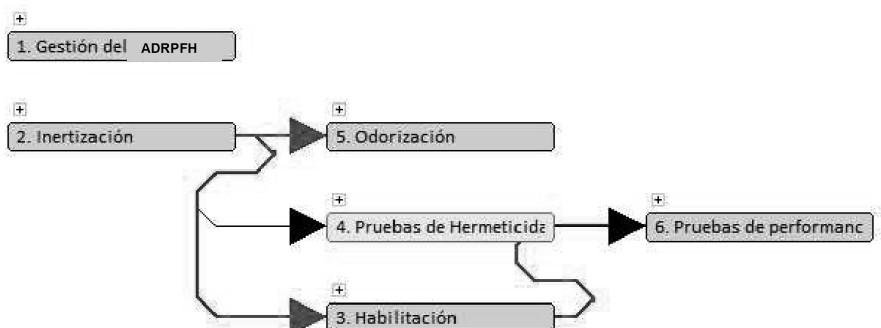 1. Gestión del ADRPFH
2. Inertización
5. Odorización
4. Pruebas de Hermeticida
6. Pruebas de performanc
3. Habilitación